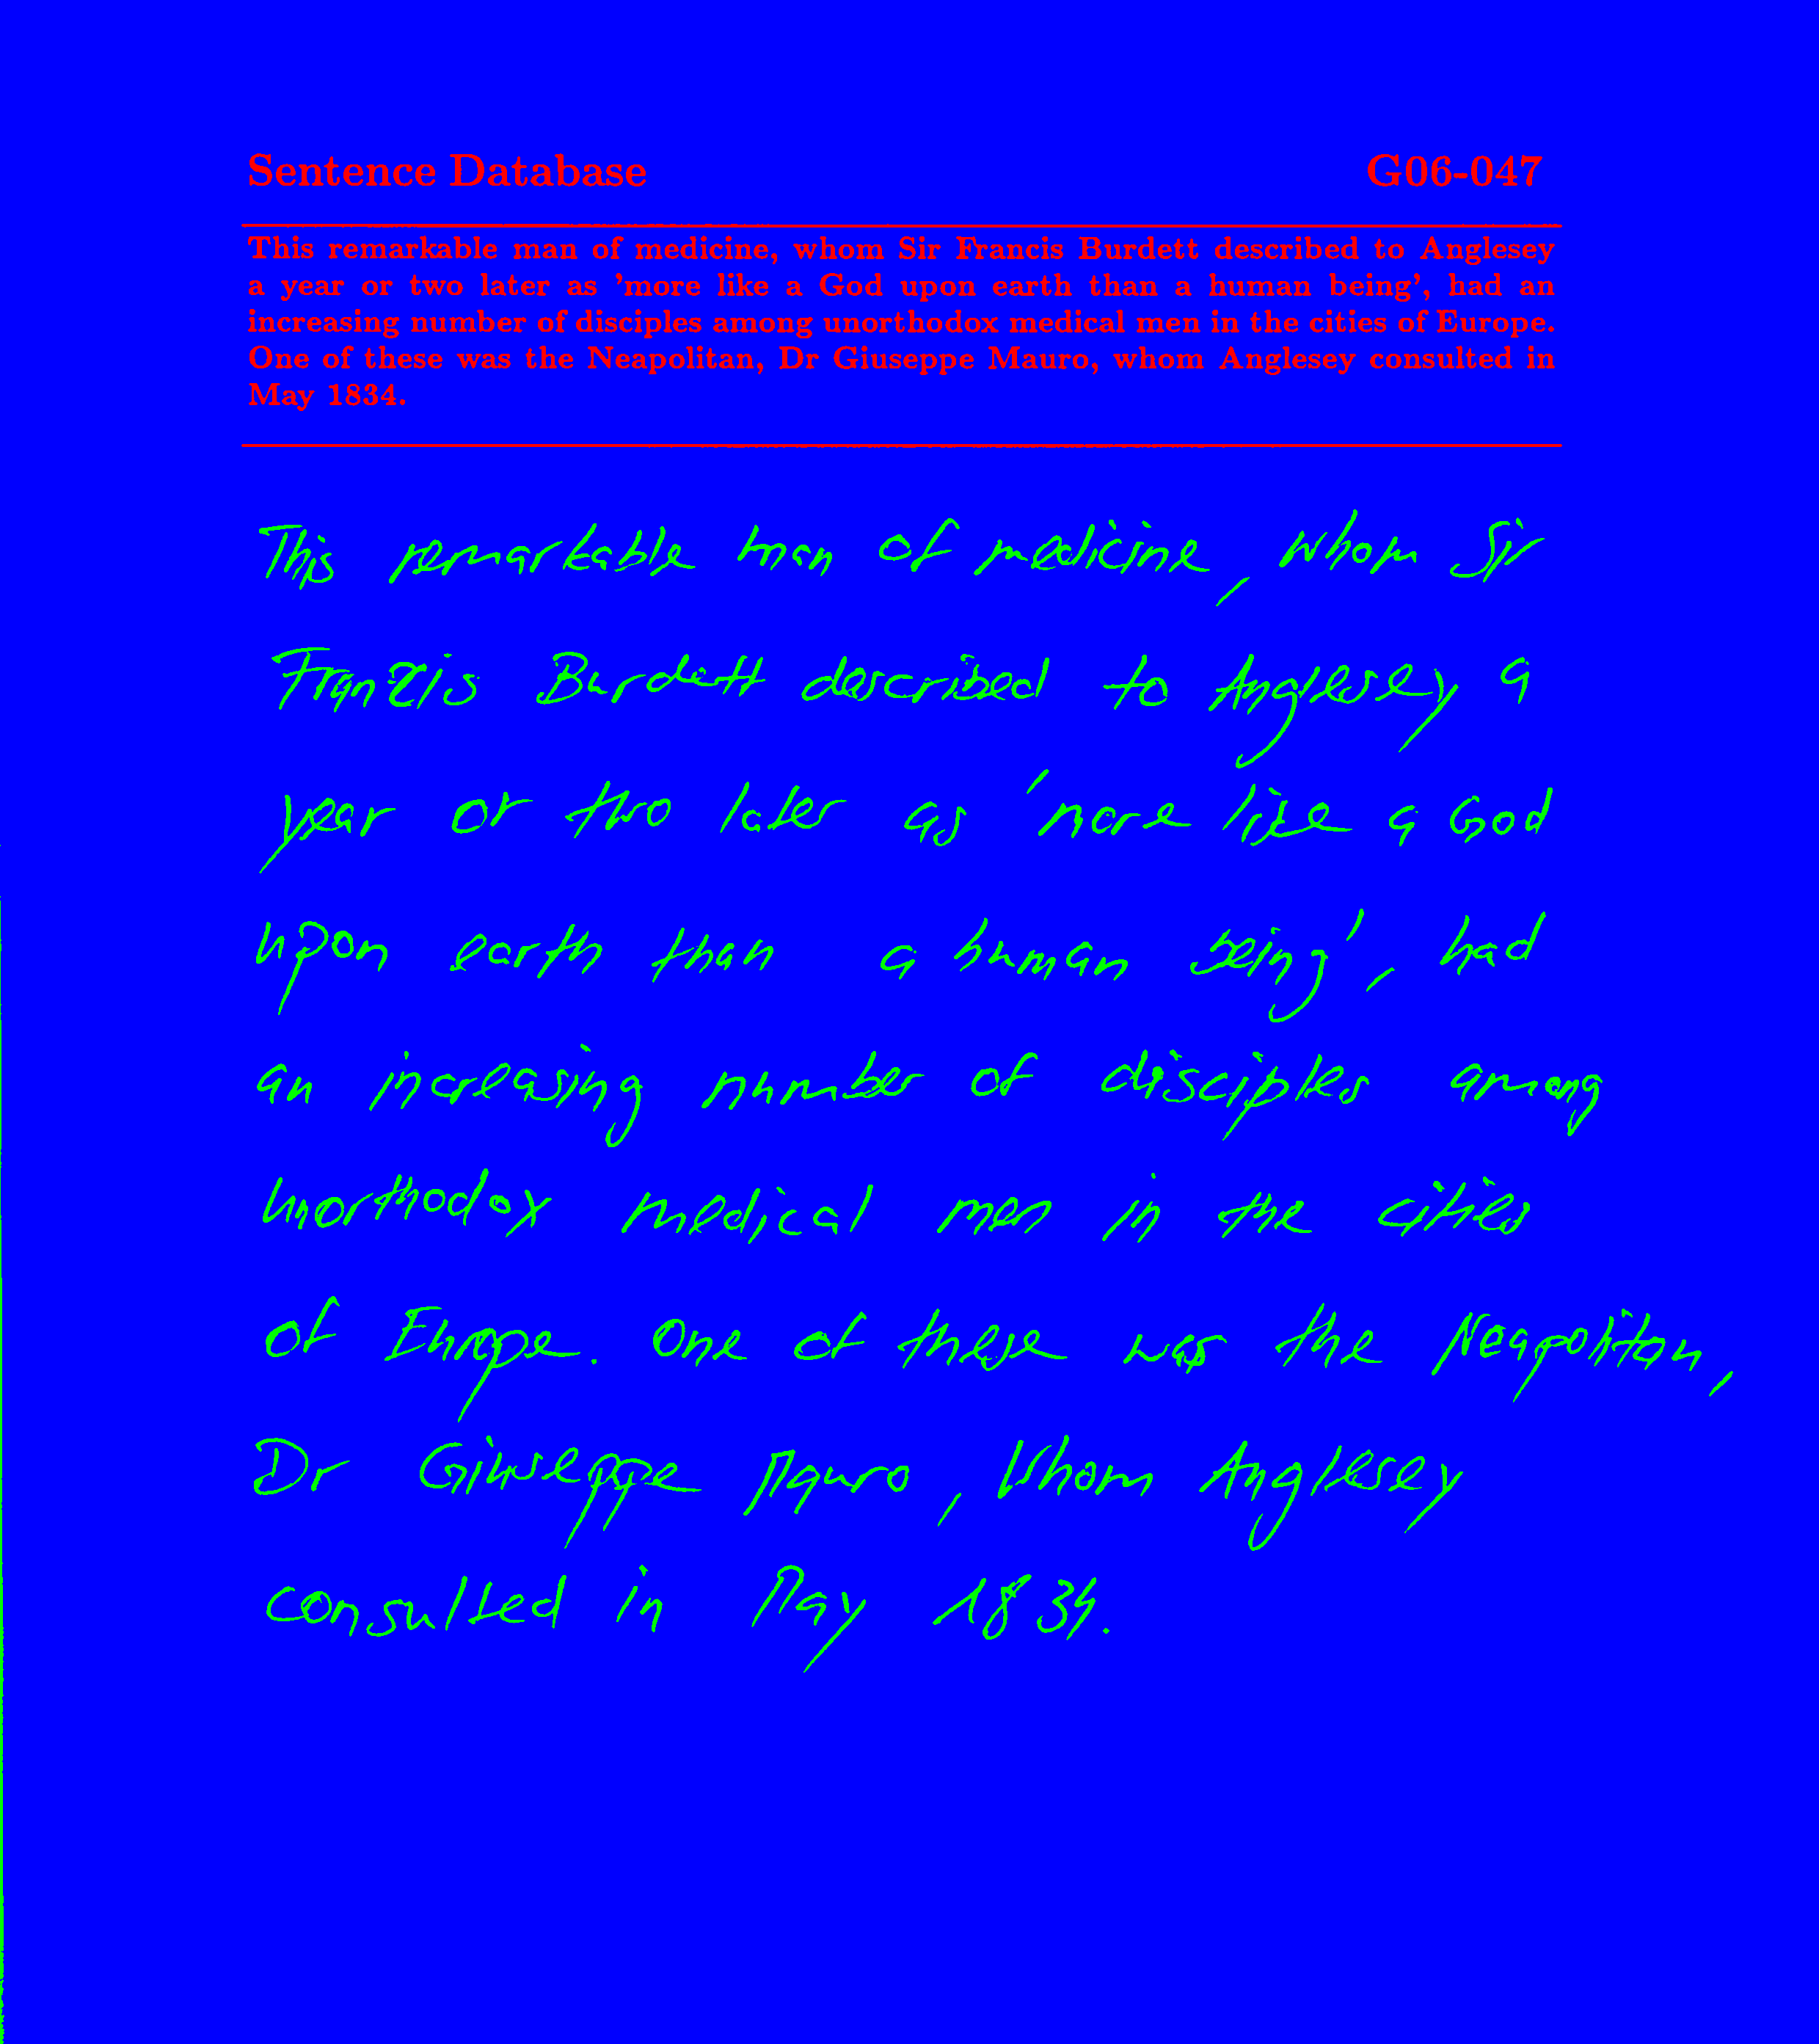 Sentence Database G06-047
This remarkable man of medicine, whom Sir Francis Burdett described to Anglesey
a year or two later as 'more like a God upon earth than a human being', had an
increasing number of disciples among unorthodox medical men in the cities of Europe.
One of these was the Neapolitan, Dr Giuseppe Mauro, whom Anglesey consulted in
May 1834.
This remarkable man of medicine, whom Sir
Francis Burdett described to Anglesey a
year or two later as 'more like a God
upon earth than a human being', had
an increasing number of disciples among
unorthodox medical men in the cities
of Europe. One of these was the Neapolitan,
Dr Giuseppe Mauro, whom Anglesey
consulted in May 1834.